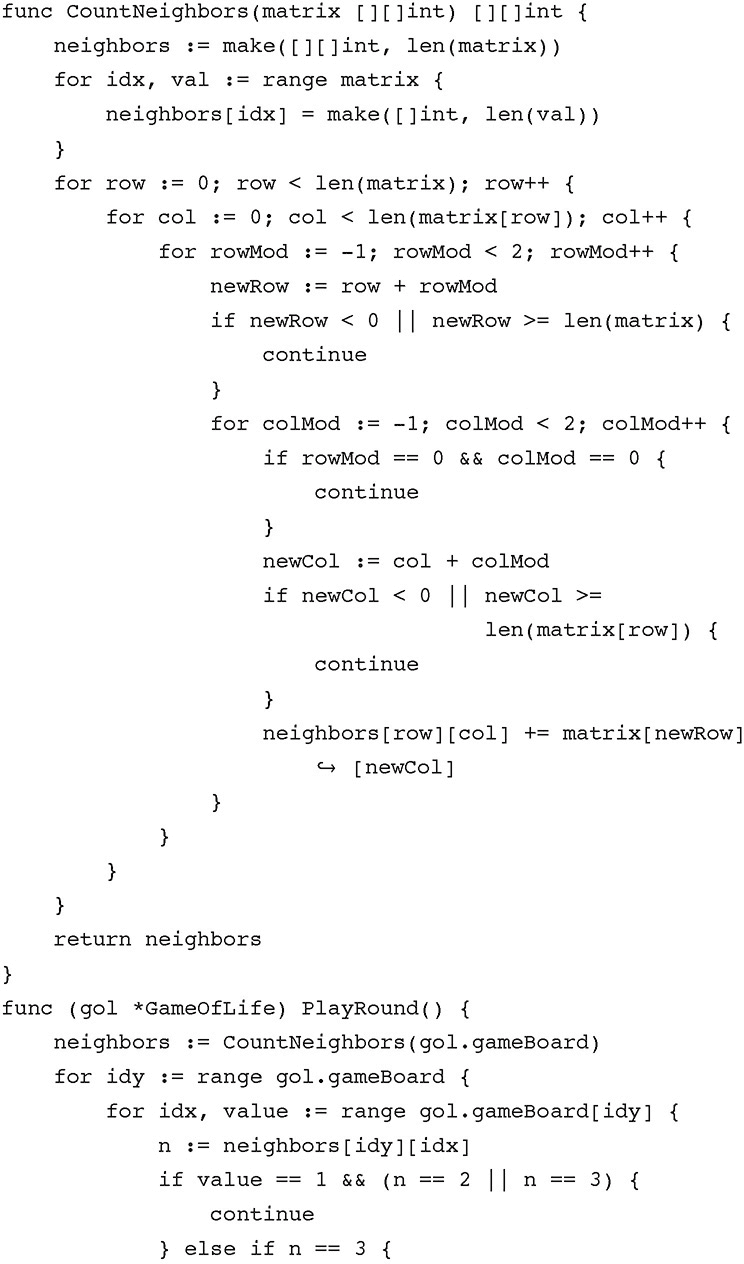 func CountNeighbors(matrix [][]int) [][]int {
    neighbors := make([][]int, len(matrix))
    for idx, val := range matrix {
        neighbors[idx] = make([]int, len(val))
    }
    for row := 0; row < len(matrix); row++ {
        for col := 0; col < len(matrix[row]); col++ {
            for rowMod := -1; rowMod < 2; rowMod++ {
                newRow := row + rowMod
                if newRow < 0 || newRow >= len(matrix) {
                    continue
                }
                for colMod := -1; colMod < 2; colMod++ {
                    if rowMod == 0 && colMod == 0 {
                        continue
                    }
                    newCol := col + colMod
                    if newCol < 0 || newCol >=
                                     len(matrix[row]) {
                        continue
                    }
                    neighbors[row][col] += matrix[newRow]
                        ↪ [newCol]
                }
            }
        }
    }
    return neighbors
}
func (gol *GameOfLife) PlayRound() {
    neighbors := CountNeighbors(gol.gameBoard)
    for idy := range gol.gameBoard {
        for idx, value := range gol.gameBoard[idy] {
            n := neighbors[idy][idx]
            if value == 1 && (n == 2 || n == 3) {
                continue
            } else if n == 3 {